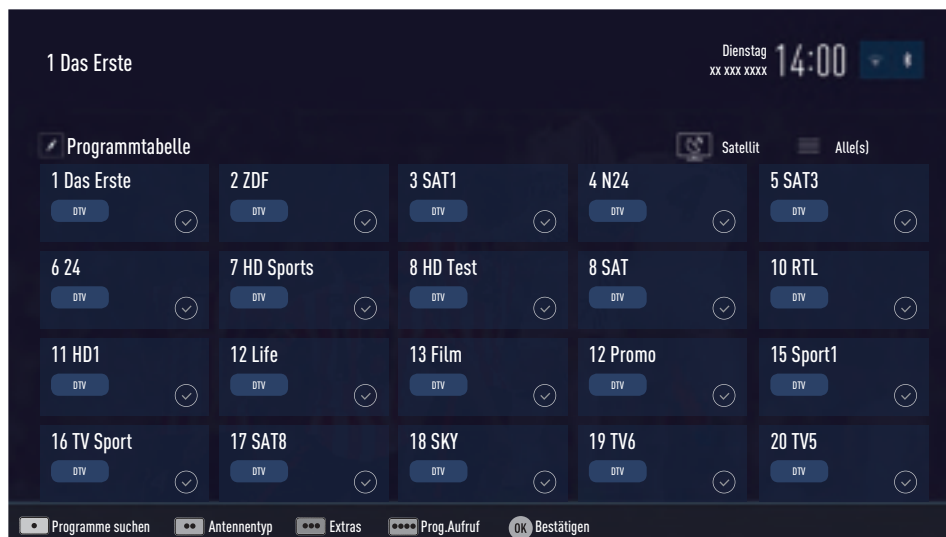 1 Das Erste
Dienstag
xx xxx xxxx
14:00
Programmtabelle
Satellit
Alle(s)
1 Das Erste 2 ZDF 3 SAT1 4 N24 5 SAT3
DTV DTV DTV DTV DTV
6 24 7 HD Sports 8 HD Test 8 SAT 10 RTL
DTV DTV DTV DTV DTV
11 HD1 12 Life 13 Film 12 Promo 15 Sport1
DTV DTV DTV DTV DTV
16 TV Sport 17 SAT8 18 SKY 19 TV6 20 TV5
DTV DTV DTV DTV DTV
Programme suchen Antennentyp Extras Prog.Aufruf OK Bestätigen